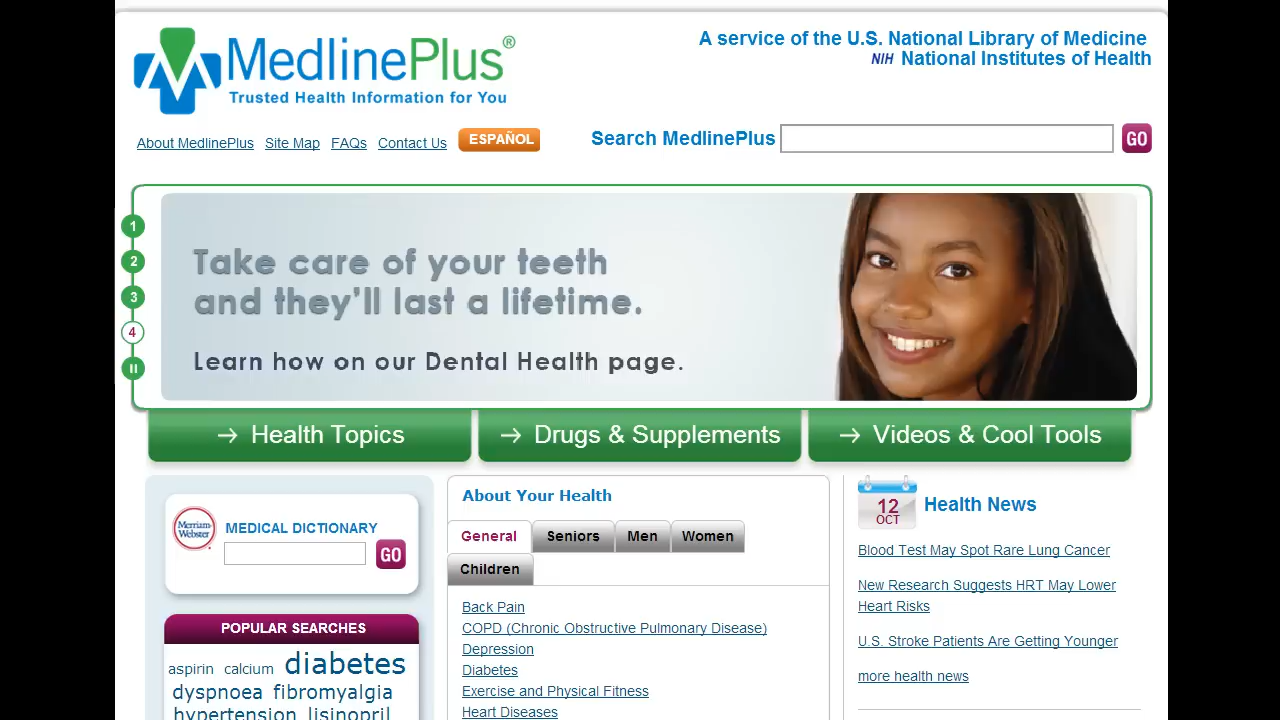 MedlinePlus®
Trusted Health Information for You
A service of the U.S. National Library of Medicine
NIH National Institutes of Health
About MedlinePlus Site Map FAQs Contact Us ESPAÑOL
Search MedlinePlus GO
1
2
3
4
Take care of your teeth
and they'll last a lifetime.
Learn how on our Dental Health page.
→ Health Topics
→ Drugs & Supplements
→ Videos & Cool Tools
Merriam-
Webster
MEDICAL DICTIONARY
GO
POPULAR SEARCHES
aspirin calcium diabetes
dyspnoea fibromyalgia
hypertension lisinopril
About Your Health
General Seniors Men Women
Children
Back Pain
COPD (Chronic Obstructive Pulmonary Disease)
Depression
Diabetes
Exercise and Physical Fitness
Heart Diseases
12
OCT
Health News
Blood Test May Spot Rare Lung Cancer
New Research Suggests HRT May Lower
Heart Risks
U.S. Stroke Patients Are Getting Younger
more health news